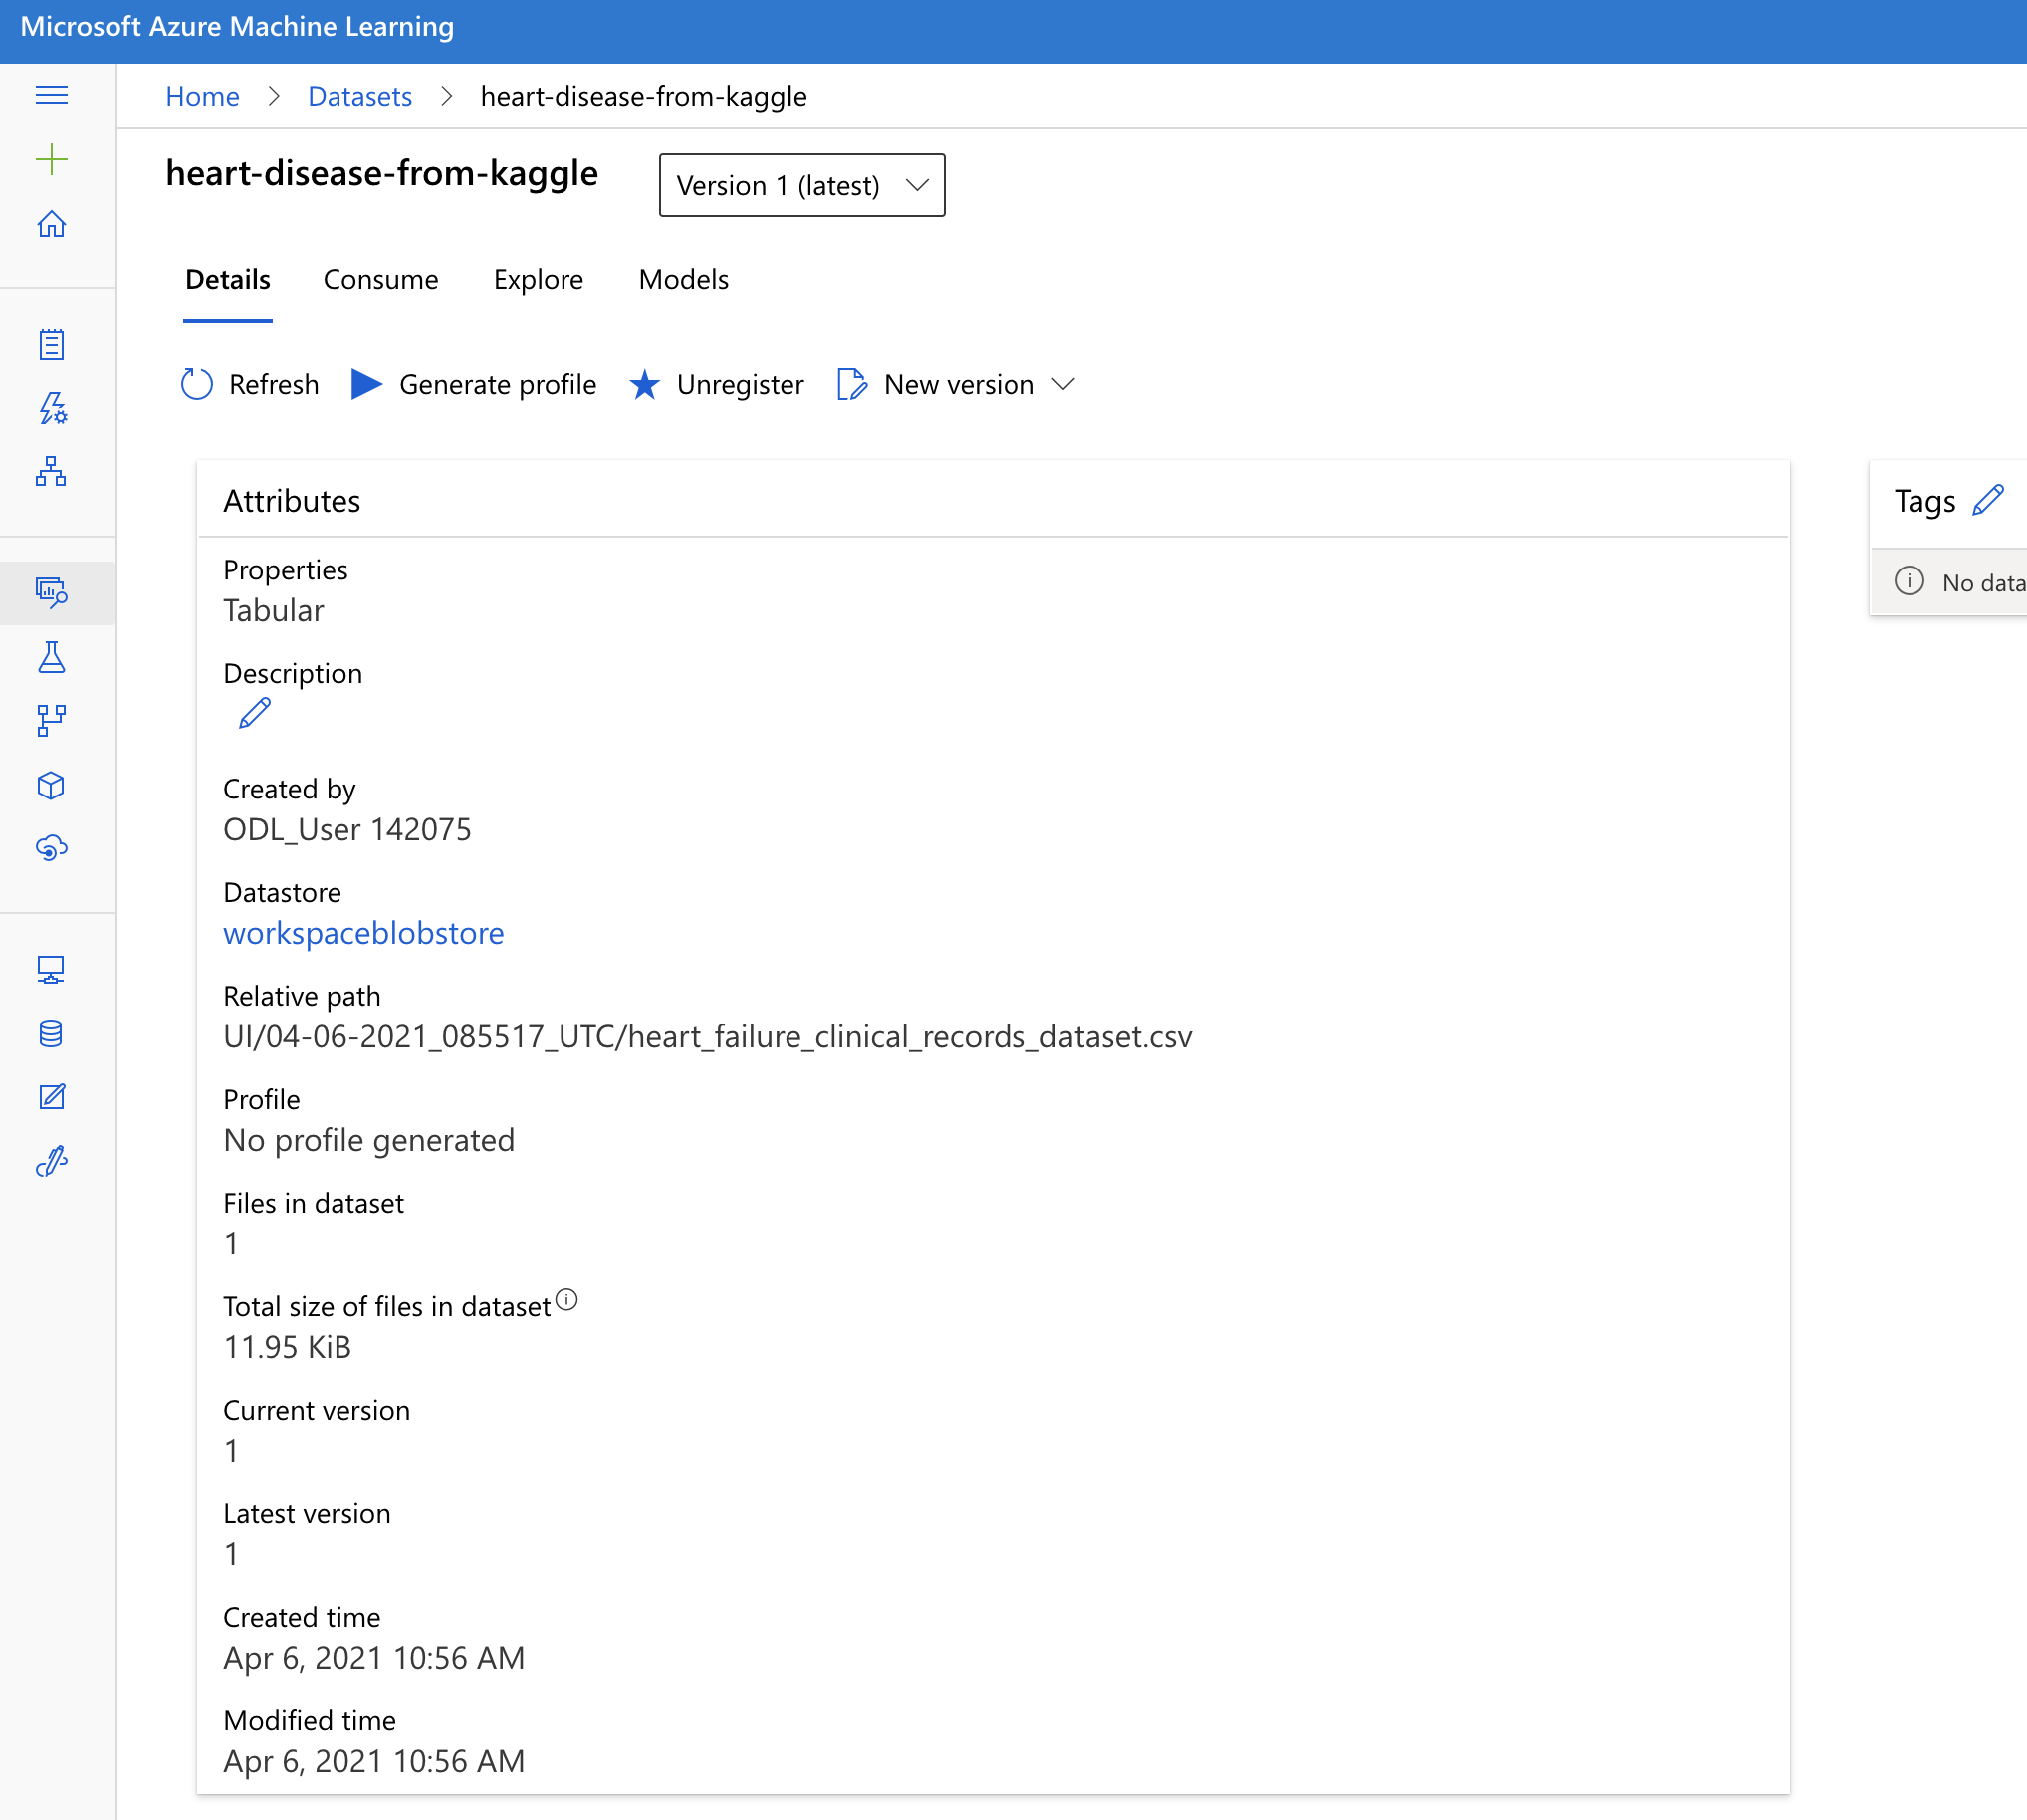 Microsoft Azure Machine Learning
Home > Datasets > heart-disease-from-kaggle
heart-disease-from-kaggle
Version 1 (latest)
Details Consume Explore Models
Refresh Generate profile Unregister New version
Attributes
Properties
Tabular
Description
Created by
ODL_User 142075
Datastore
workspaceblobstore
Relative path
UI/04-06-2021_085517_UTC/heart_failure_clinical_records_dataset.csv
Profile
No profile generated
Files in dataset
1
Total size of files in dataset
11.95 KiB
Current version
1
Latest version
1
Created time
Apr 6, 2021 10:56 AM
Modified time
Apr 6, 2021 10:56 AM
Tags
No data